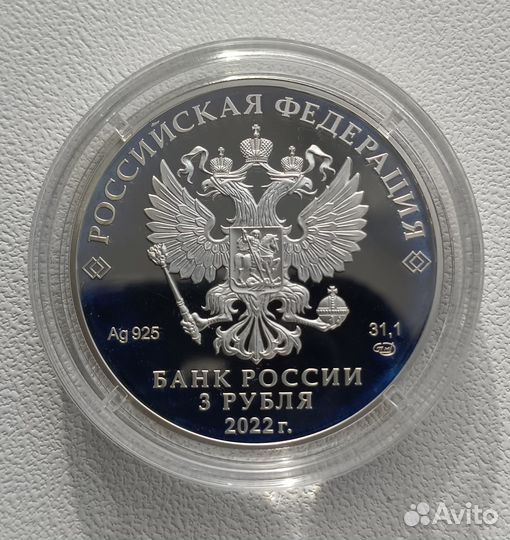 РОССИЙСКАЯ ФЕДЕРАЦИЯ
Ag 925
31,1
БАНК РОССИИ
3 РУБЛЯ
2022 г.
Avito